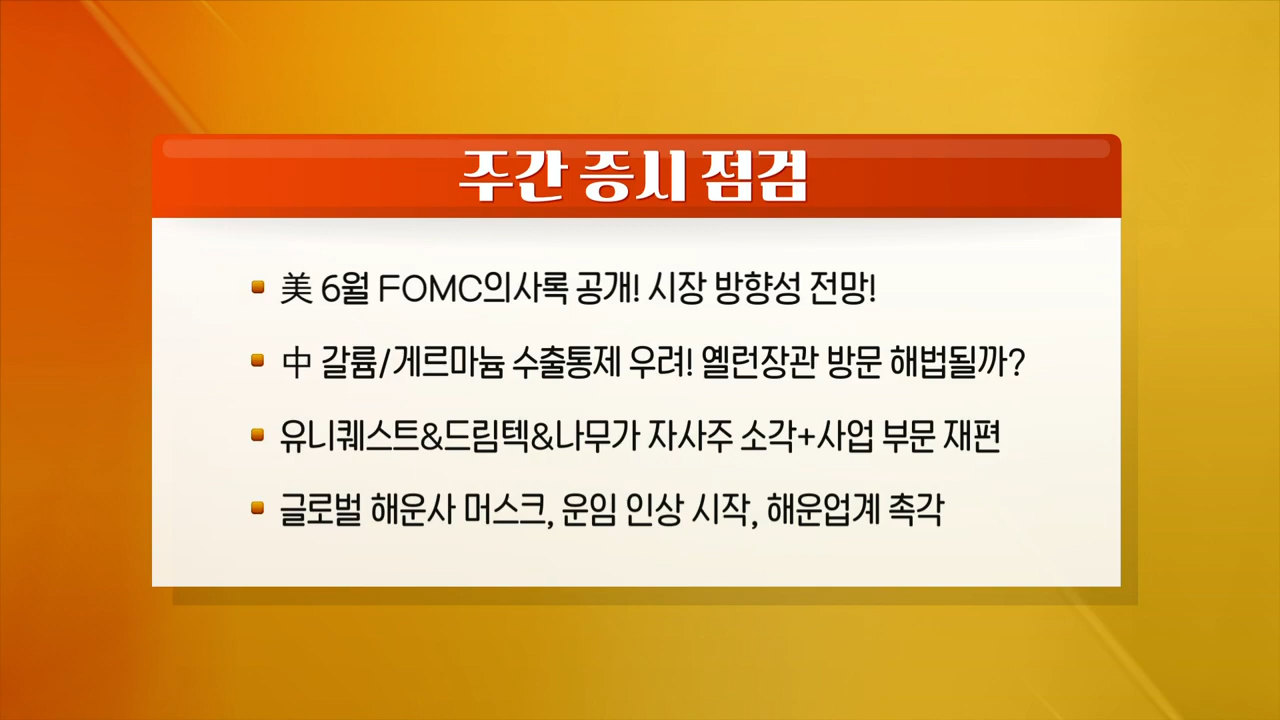 주간 증시 점검
美 6월 FOMC의사록 공개! 시장 방향성 전망!
中 갈륨/게르마늄 수출통제 우려! 옐런장관 방문 해법될까?
유니퀘스트&드림텍&나무가 자사주 소각+사업 부문 재편
글로벌 해운사 머스크, 운임 인상 시작, 해운업계 촉각